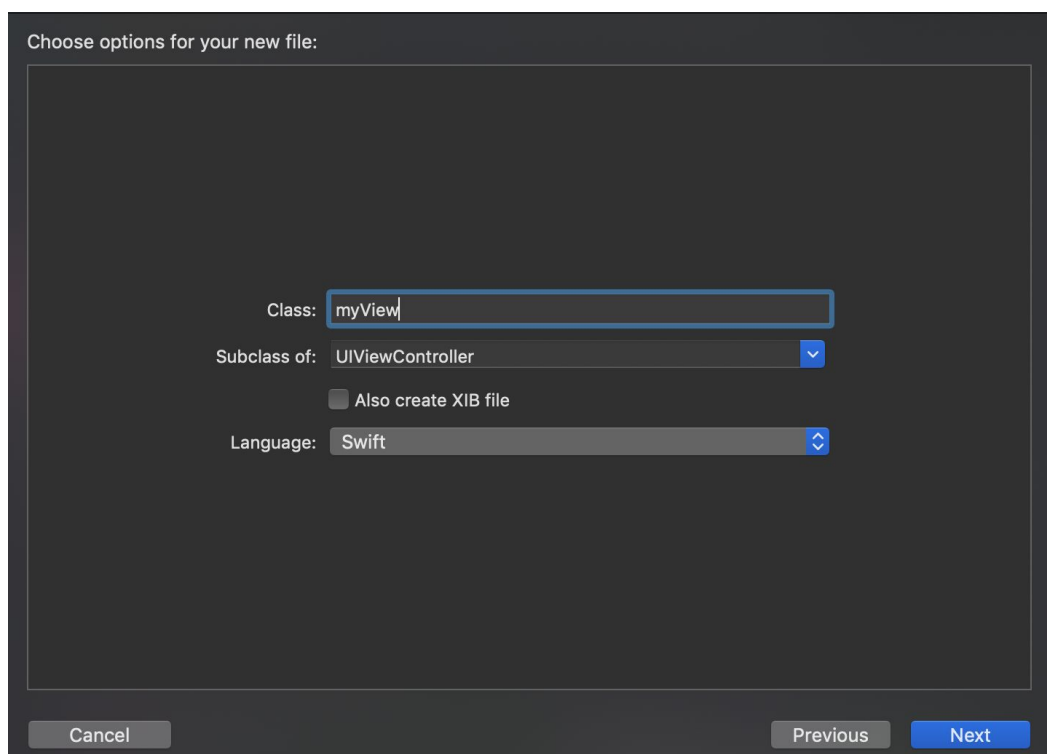 Choose options for your new file:
Class: myView
Subclass of: UIViewController
Also create XIB file
Language: Swift
Cancel Previous Next